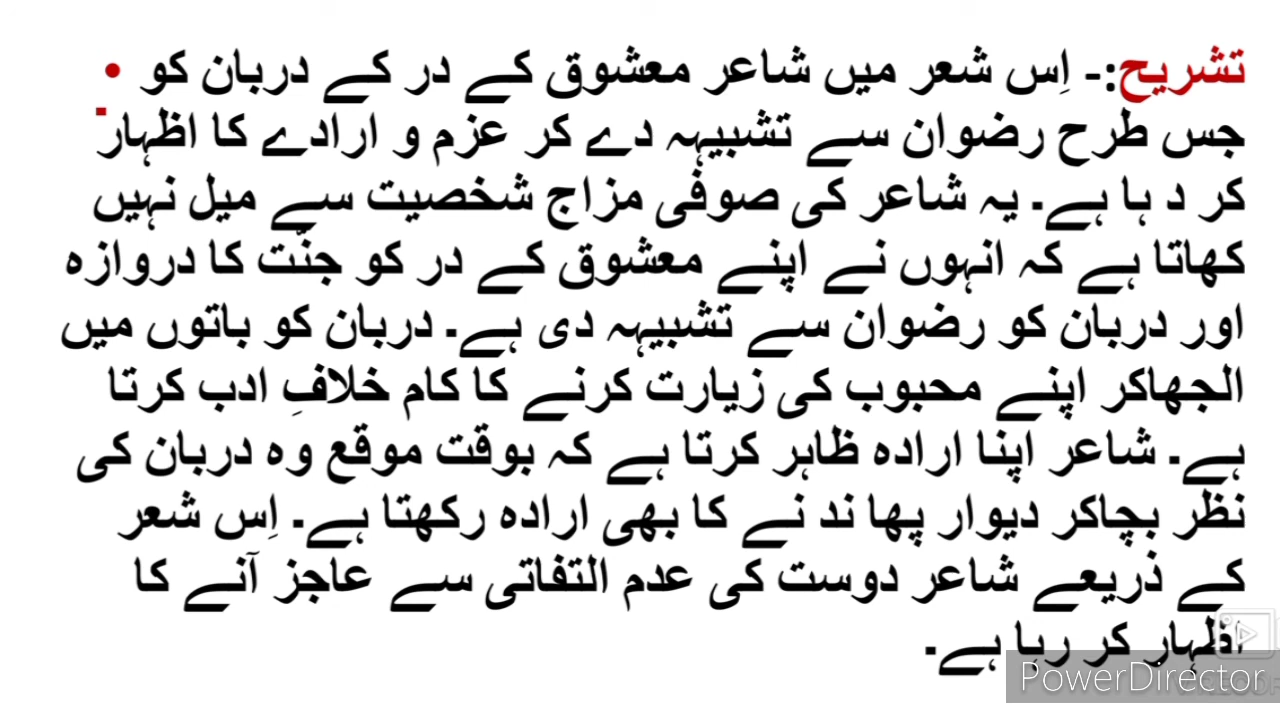 • تشریح:۔ اِس شعر میں شاعر معشوق کے در کے دربان کو
جس طرح رضوان سے تشبیہہ دے کر عزم و ارادے کا اظہار
کر د ہا ہے۔ یہ شاعر کی صوفی مزاج شخصیت سے میل نہیں
کھاتا ہے کہ انہوں نے اپنے معشوق کے در کو جنّت کا دروازہ
اور دربان کو رضوان سے تشبیہہ دی ہے۔ دربان کو باتوں میں
الجھاکر اپنے محبوب کی زیارت کرنے کا کام خلافِ ادب کرتا
ہے۔ شاعر اپنا ارادہ ظاہر کرتا ہے کہ بوقت موقع وہ دربان کی
نظر بچاکر دیوار پھا ند نے کا بھی ارادہ رکھتا ہے۔ اِس شعر
کے ذریعے شاعر دوست کی عدم التفاتی سے عاجز آنے کا
اظہار کر رہا ہے۔
PowerDirector